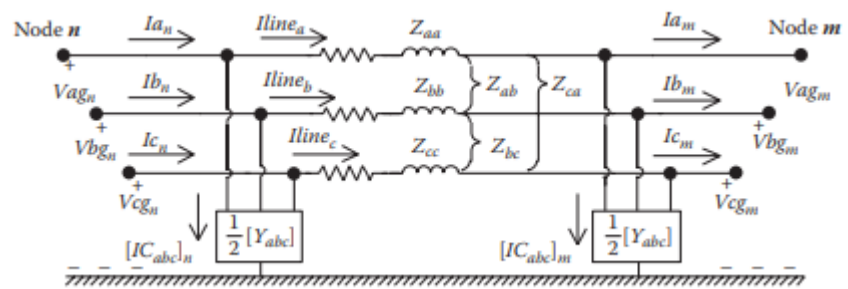 Node n Ia_n Iline_a Z_aa Ia_m Node m
+ Vag_n Ib_n Iline_b Z_bb Z_ab Z_ca Ib_m Vag_m
+ Vbg_n Ic_n Iline_c Z_cc Z_bc Ic_m + Vbg_m
+ Vcg_n + Vcg_m
[IC_abc]_n 1/2 [Y_abc] [IC_abc]_m 1/2 [Y_abc]